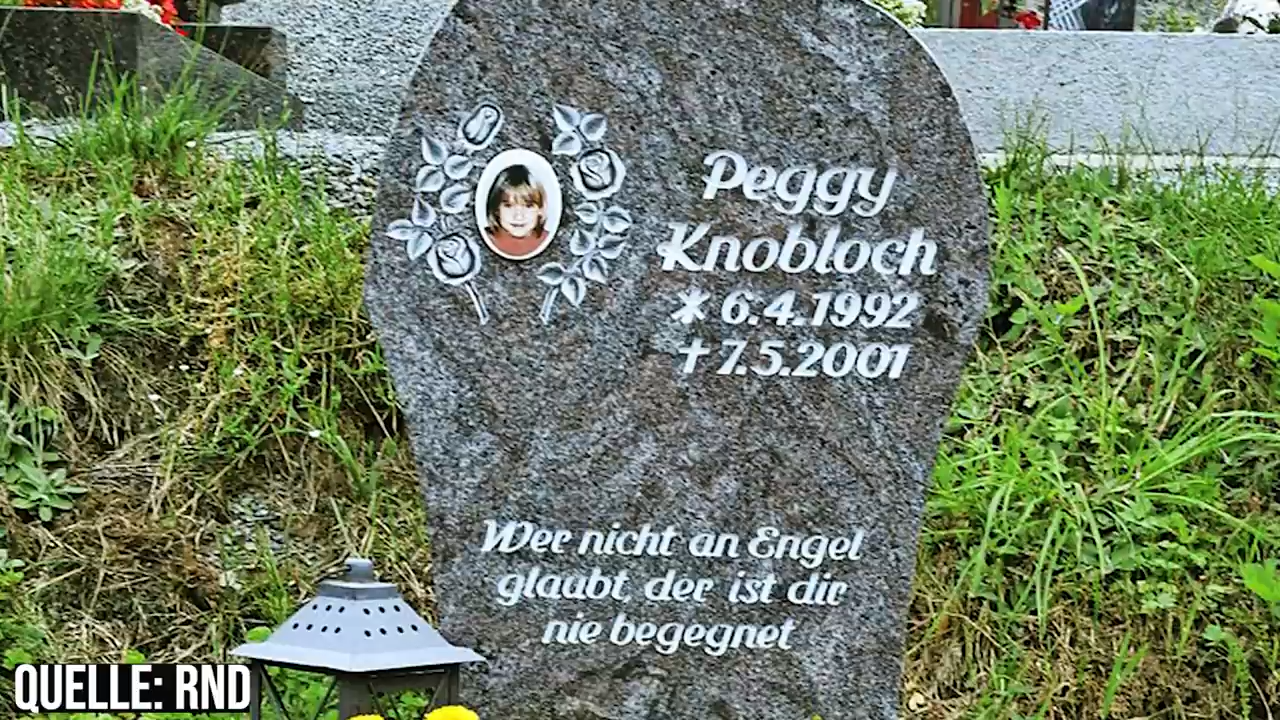 Peggy
Knobloch
* 6.4.1992
† 7.5.2001
Wer nicht an Engel
glaubt, der ist dir
nie begegnet
QUELLE: RND